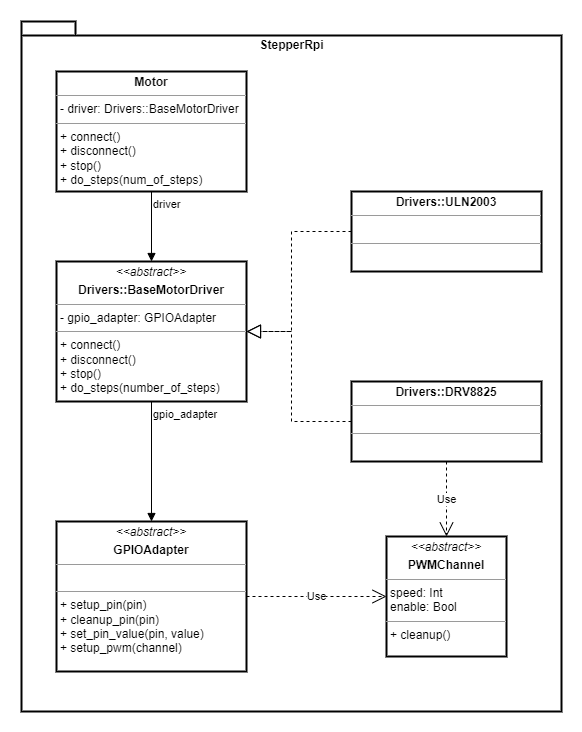 StepperRpi
Motor
- driver: Drivers::BaseMotorDriver
+ connect()
+ disconnect()
+ stop()
+ do_steps(num_of_steps)
driver
Drivers::ULN2003
<<abstract>>
Drivers::BaseMotorDriver
- gpio_adapter: GPIOAdapter
+ connect()
+ disconnect()
+ stop()
+ do_steps(number_of_steps)
gpio_adapter
Drivers::DRV8825
Use
<<abstract>>
GPIOAdapter
+ setup_pin(pin)
+ cleanup_pin(pin)
+ set_pin_value(pin, value)
+ setup_pwm(channel)
Use
<<abstract>>
PWMChannel
speed: Int
enable: Bool
+ cleanup()